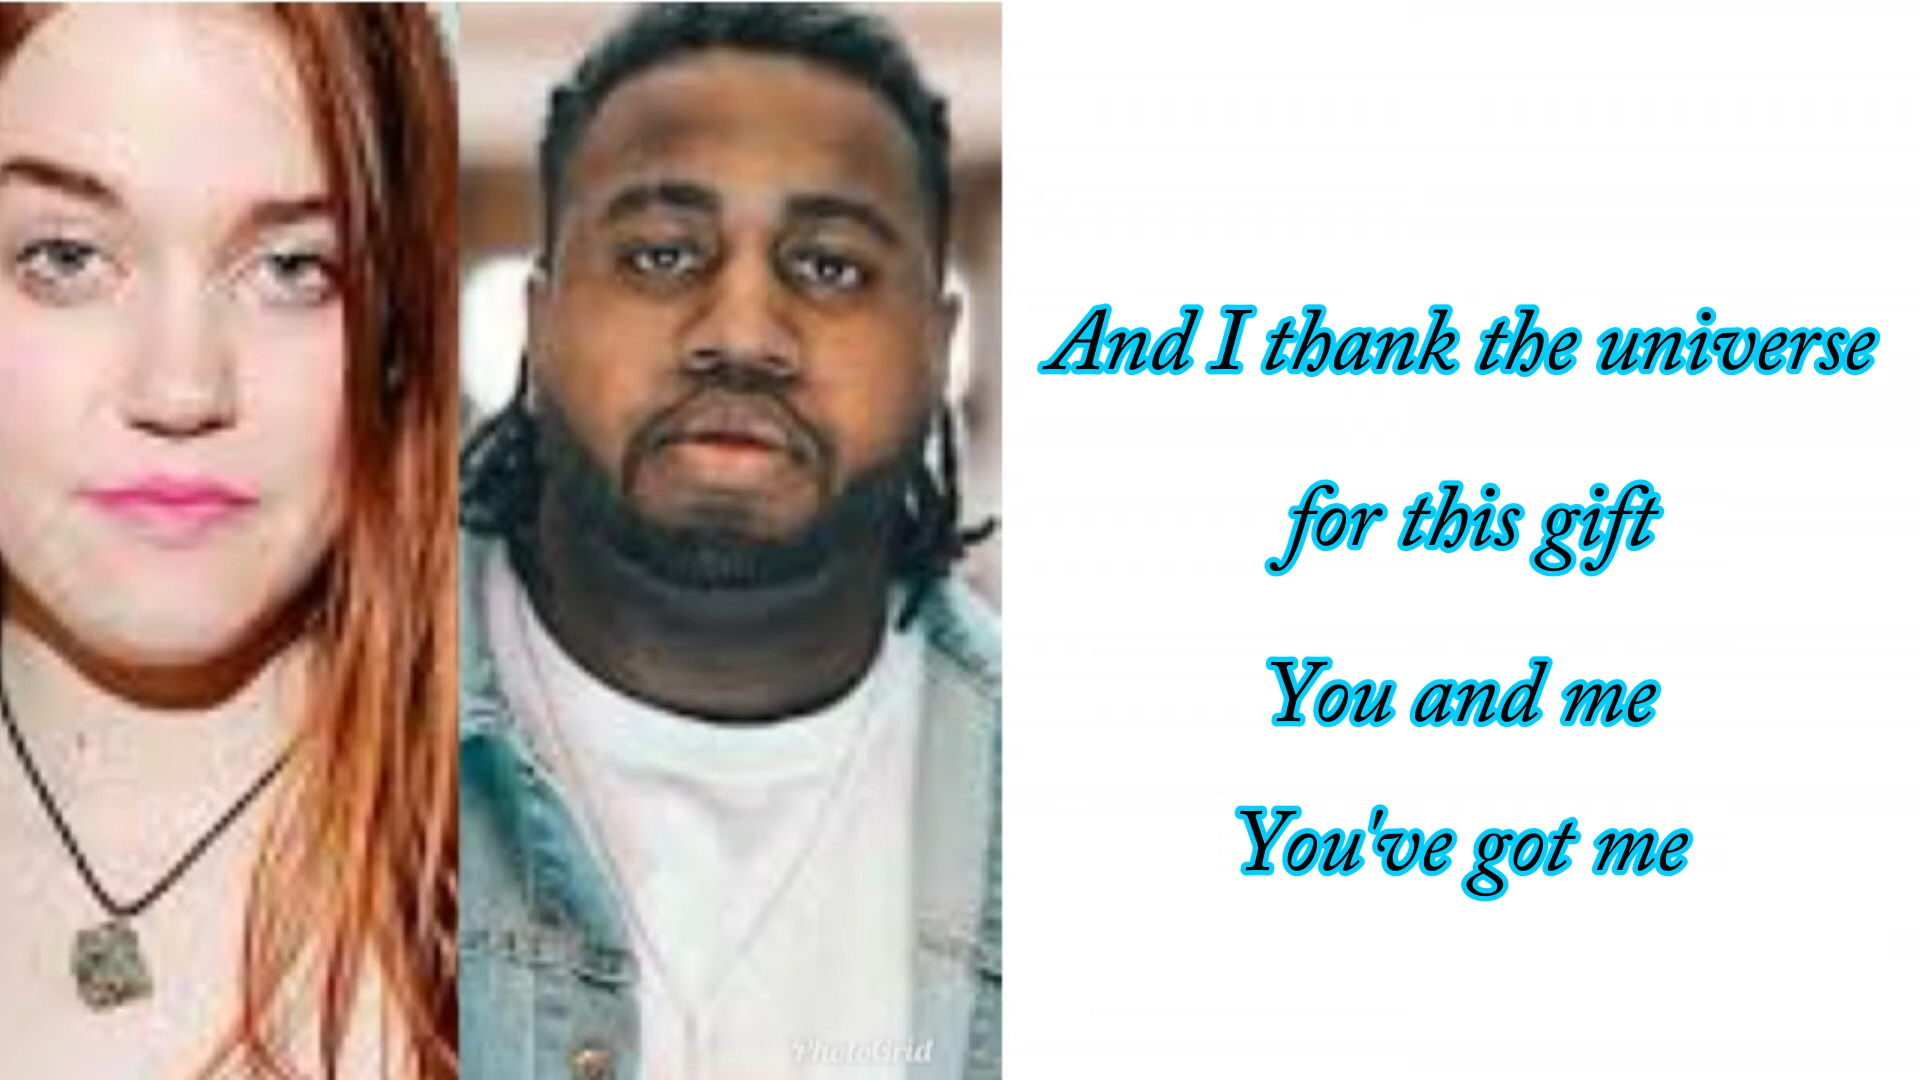 And I thank the universe
for this gift
You and me
You've got me
PhotoGrid